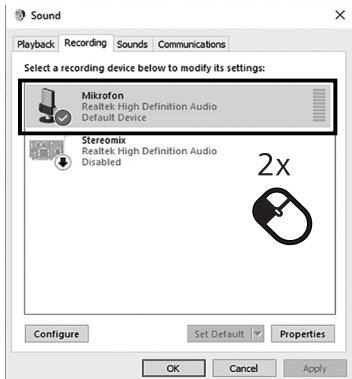 Sound
Playback Recording Sounds Communications
Select a recording device below to modify its settings:
Mikrofon
Realtek High Definition Audio
Default Device
Stereomix
Realtek High Definition Audio
Disabled
2x
Configure Set Default Properties
OK Cancel Apply